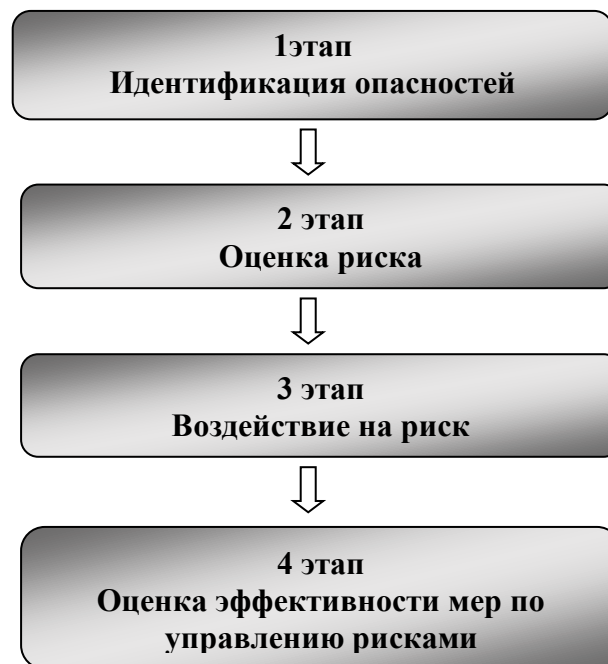 1этап
Идентификация опасностей
2 этап
Оценка риска
3 этап
Воздействие на риск
4 этап
Оценка эффективности мер по
управлению рисками